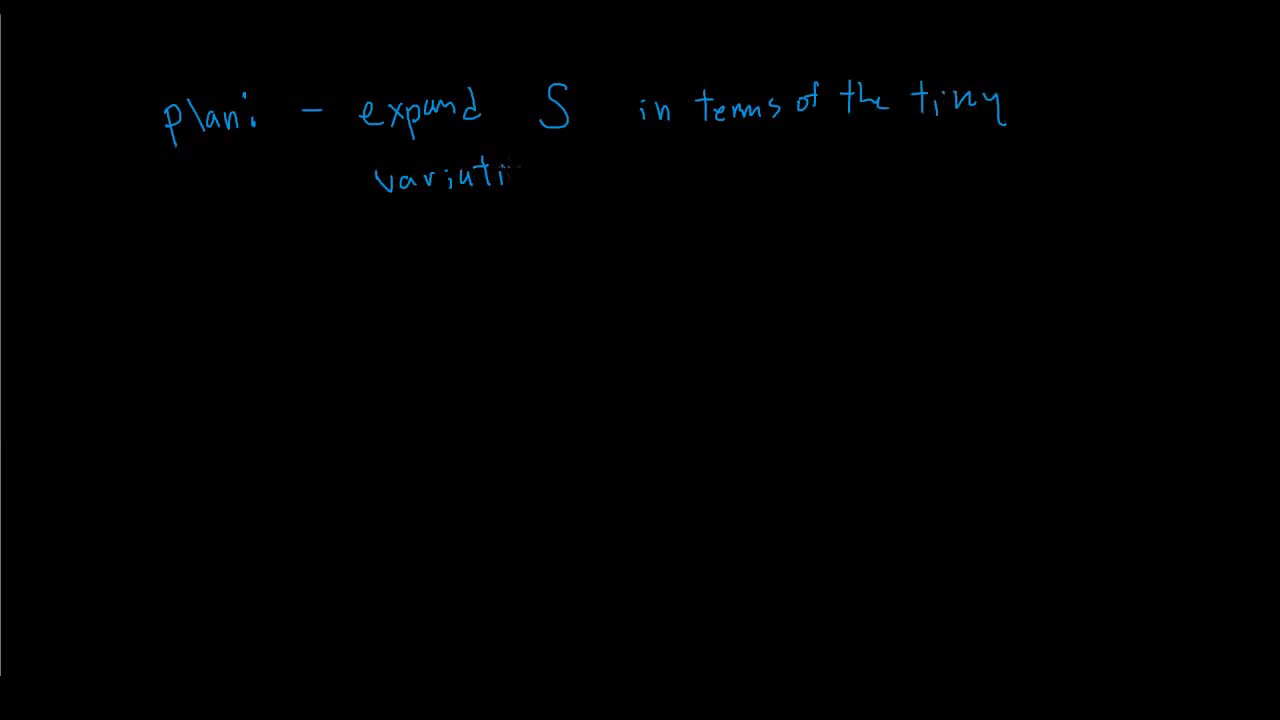 plan: - expand S in terms of the tiny
variati